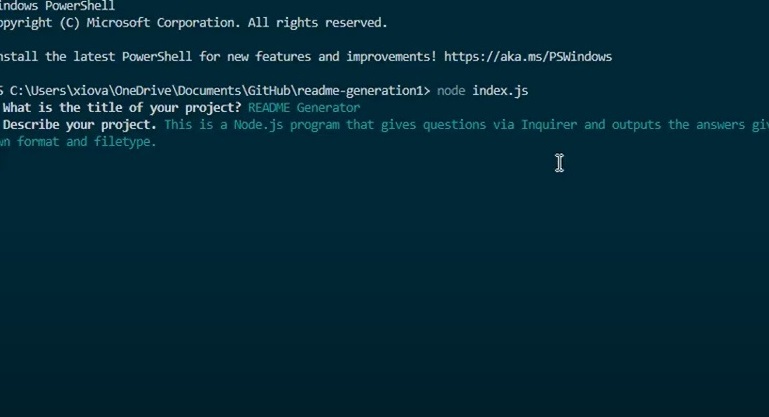 indows PowerShell
opyright (C) Microsoft Corporation. All rights reserved.
nstall the latest PowerShell for new features and improvements! https://aka.ms/PSWindows
S C:\Users\xiova\OneDrive\Documents\GitHub\readme-generation1> node index.js
What is the title of your project? README Generator
Describe your project. This is a Node.js program that gives questions via Inquirer and outputs the answers giv
wn format and filetype.